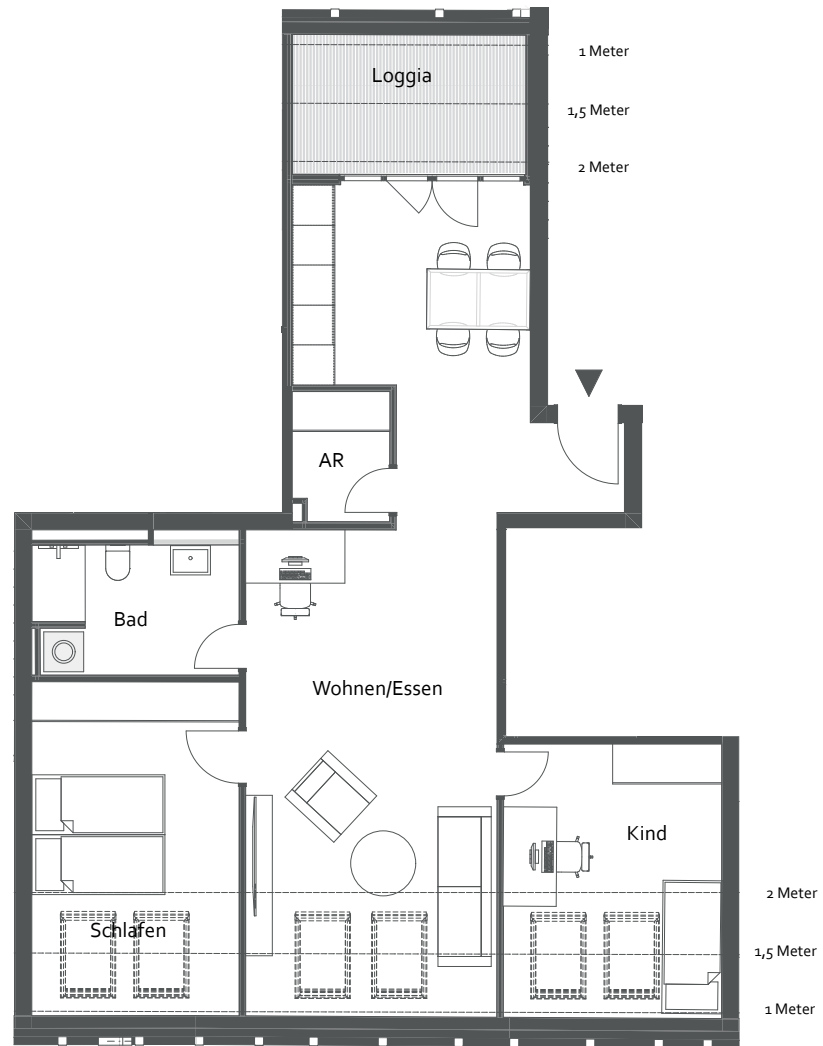 1 Meter
Loggia
1,5 Meter
2 Meter
AR
Bad
Wohnen/Essen
Kind
2 Meter
Schlafen
1,5 Meter
1 Meter